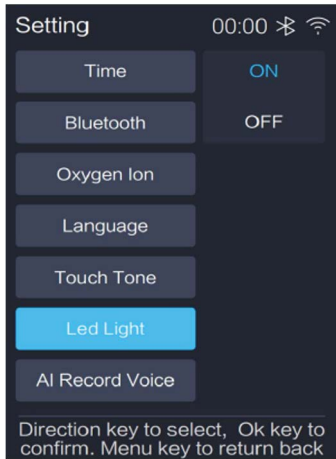 Setting 00:00
Time ON
Bluetooth OFF
Oxygen Ion
Language
Touch Tone
Led Light
AI Record Voice
Direction key to select, Ok key to
confirm. Menu key to return back